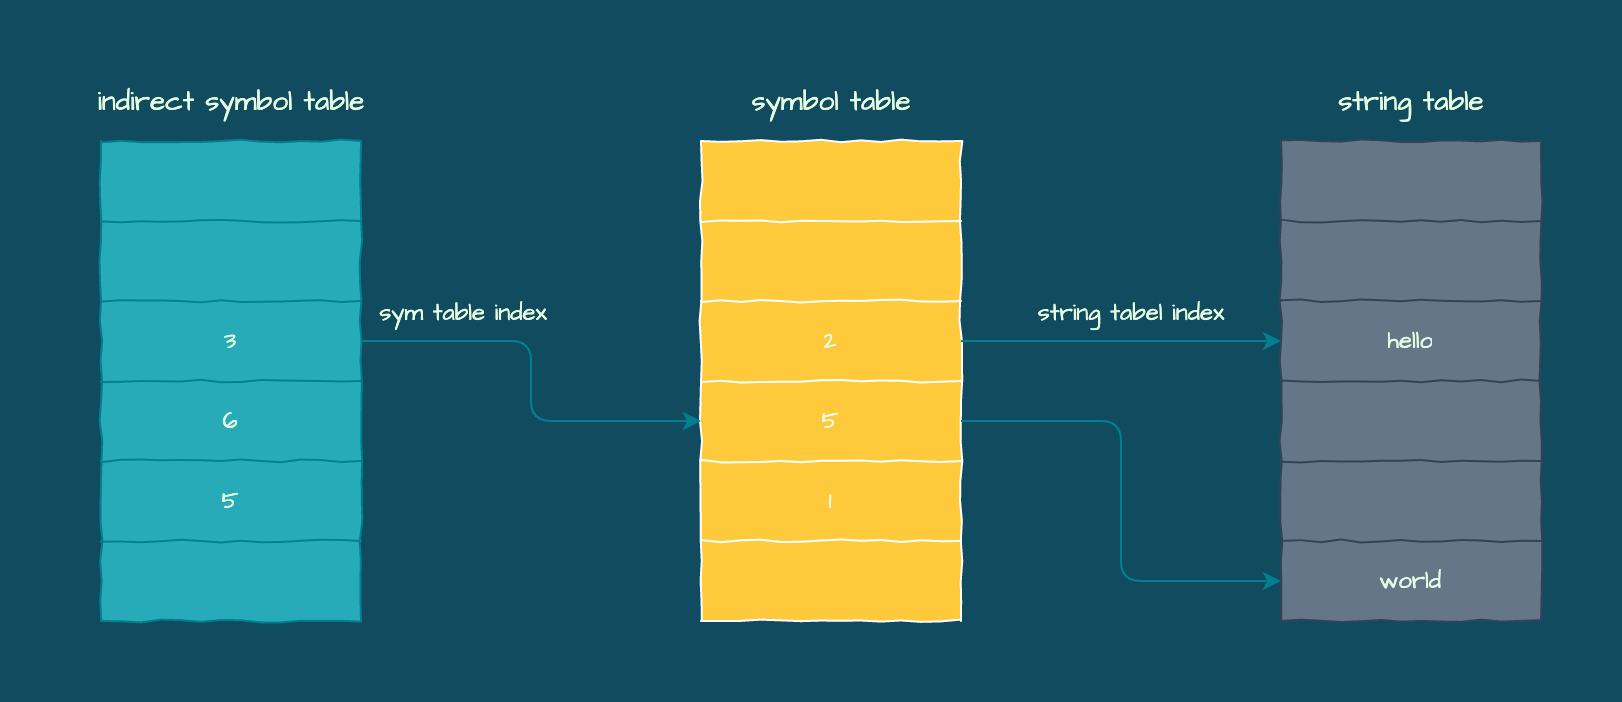 indirect symbol table
symbol table
string table
sym table index
string tabel index
3
2
hello
6
5
5
1
world